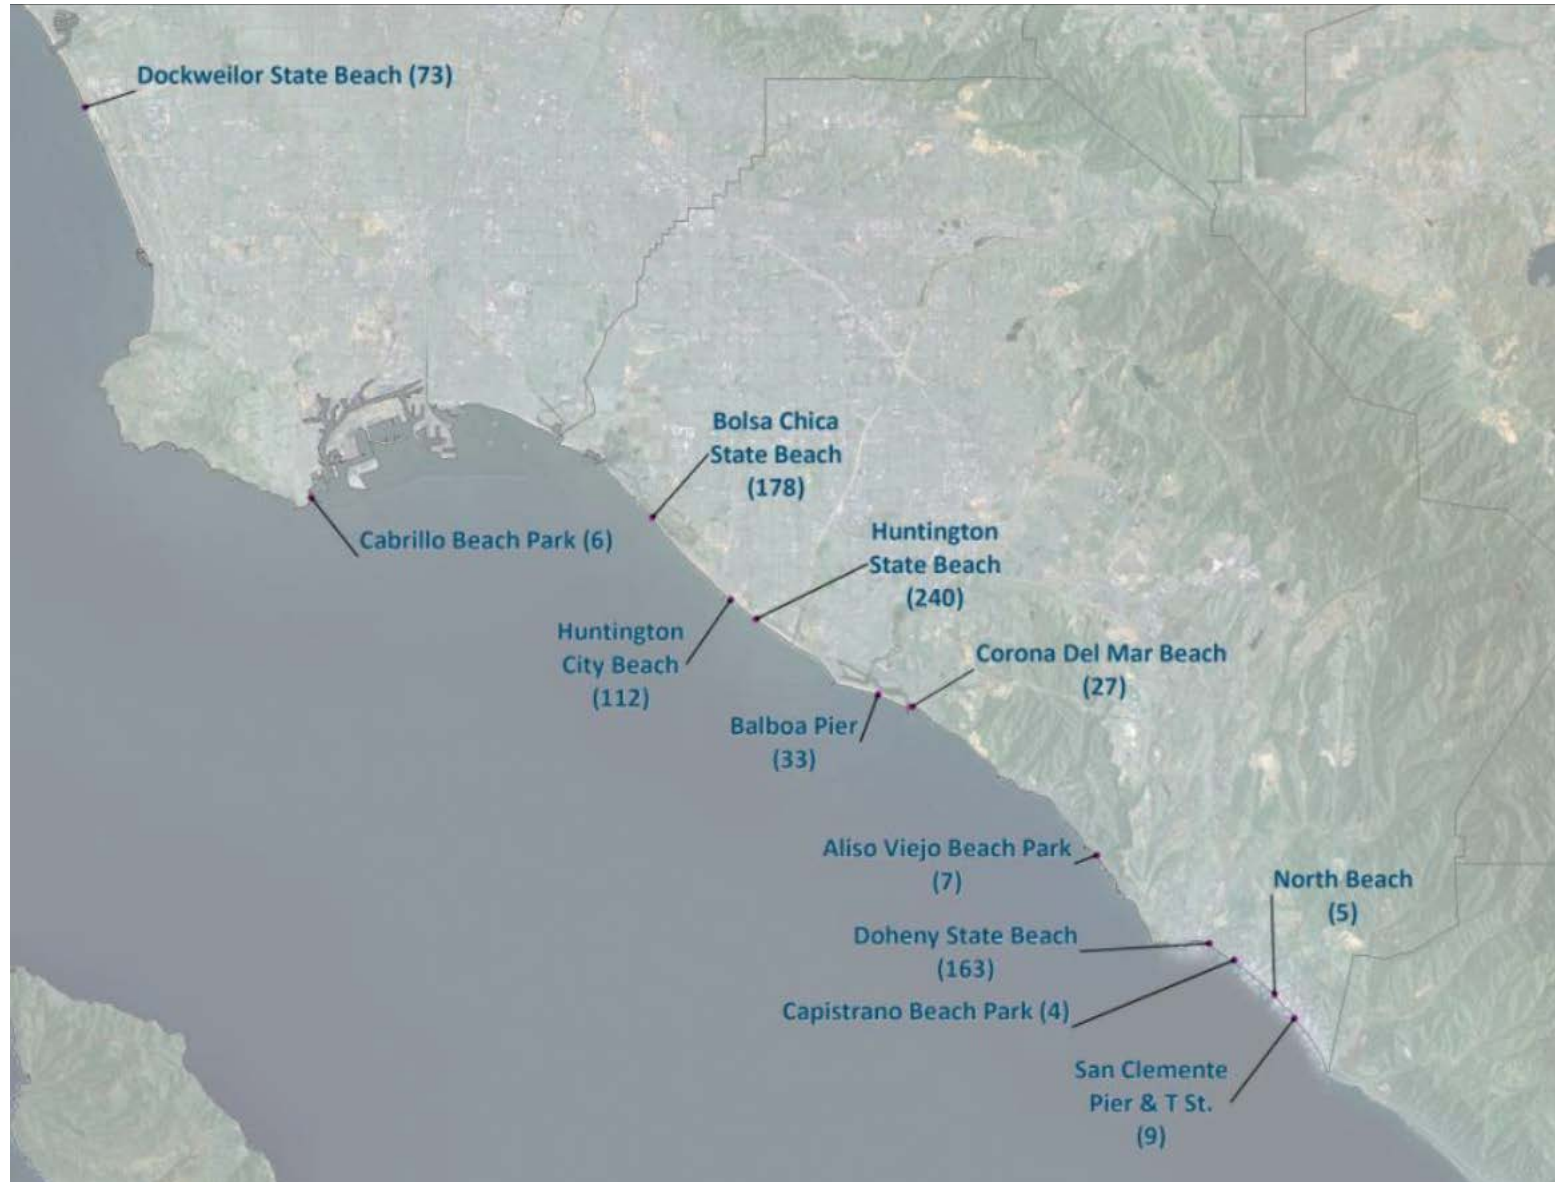 Dockweilor State Beach (73)
Bolsa Chica
State Beach
(178)
Cabrillo Beach Park (6)
Huntington
State Beach
(240)
Huntington
City Beach
(112)
Corona Del Mar Beach
(27)
Balboa Pier
(33)
Aliso Viejo Beach Park
(7)
North Beach
(5)
Doheny State Beach
(163)
Capistrano Beach Park (4)
San Clemente
Pier & T St.
(9)